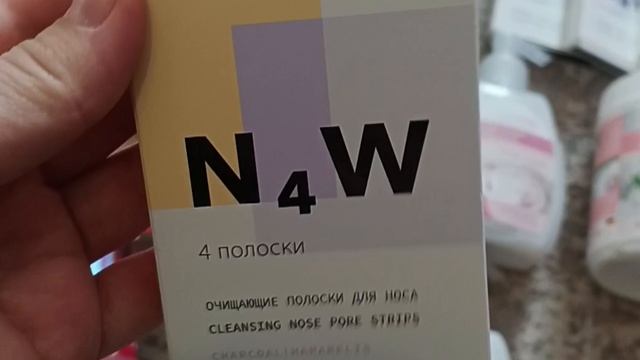 N4W
4 полоски
ОЧИЩАЮЩИЕ ПОЛОСКИ ДЛЯ НОСА
CLEANSING NOSE PORE STRIPS